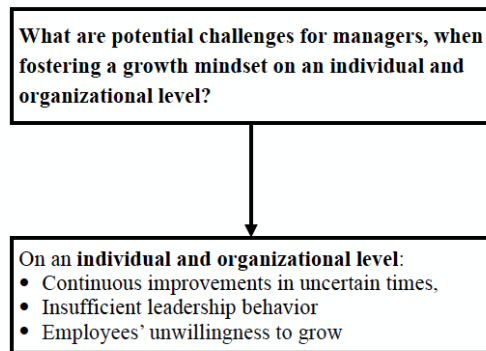 What are potential challenges for managers, when
fostering a growth mindset on an individual and
organizational level?
On an individual and organizational level:
• Continuous improvements in uncertain times,
• Insufficient leadership behavior
• Employees’ unwillingness to grow